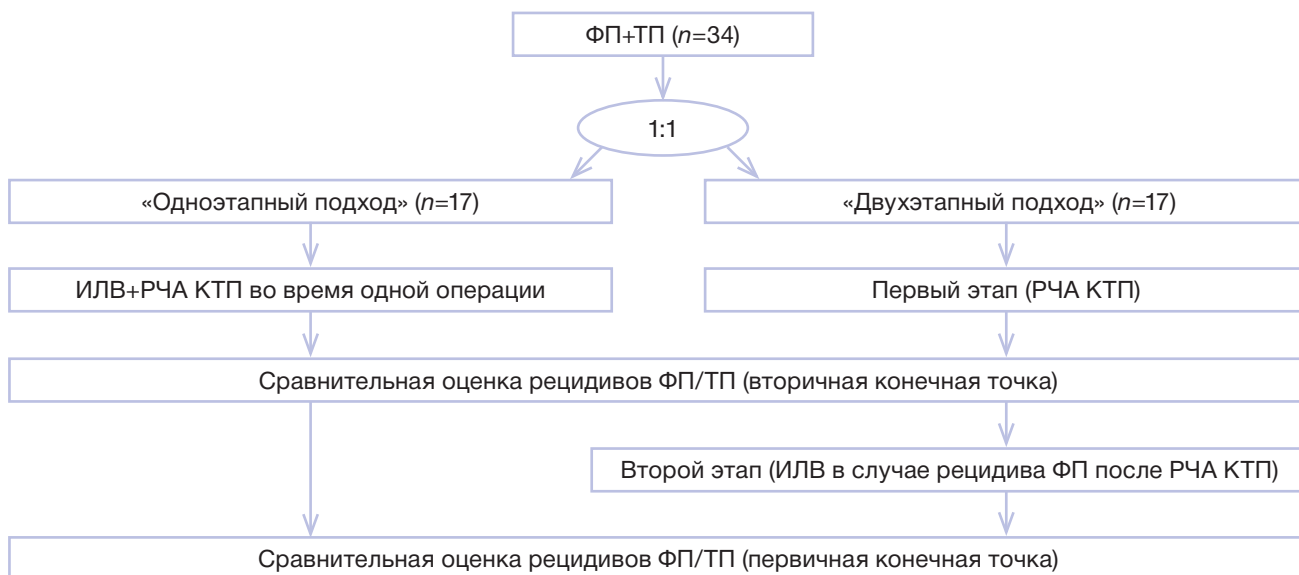 ФП+ТП (n=34)
1:1
«Одноэтапный подход» (n=17)
«Двухэтапный подход» (n=17)
ИЛВ+РЧА КТП во время одной операции
Первый этап (РЧА КТП)
Сравнительная оценка рецидивов ФП/ТП (вторичная конечная точка)
Второй этап (ИЛВ в случае рецидива ФП после РЧА КТП)
Сравнительная оценка рецидивов ФП/ТП (первичная конечная точка)